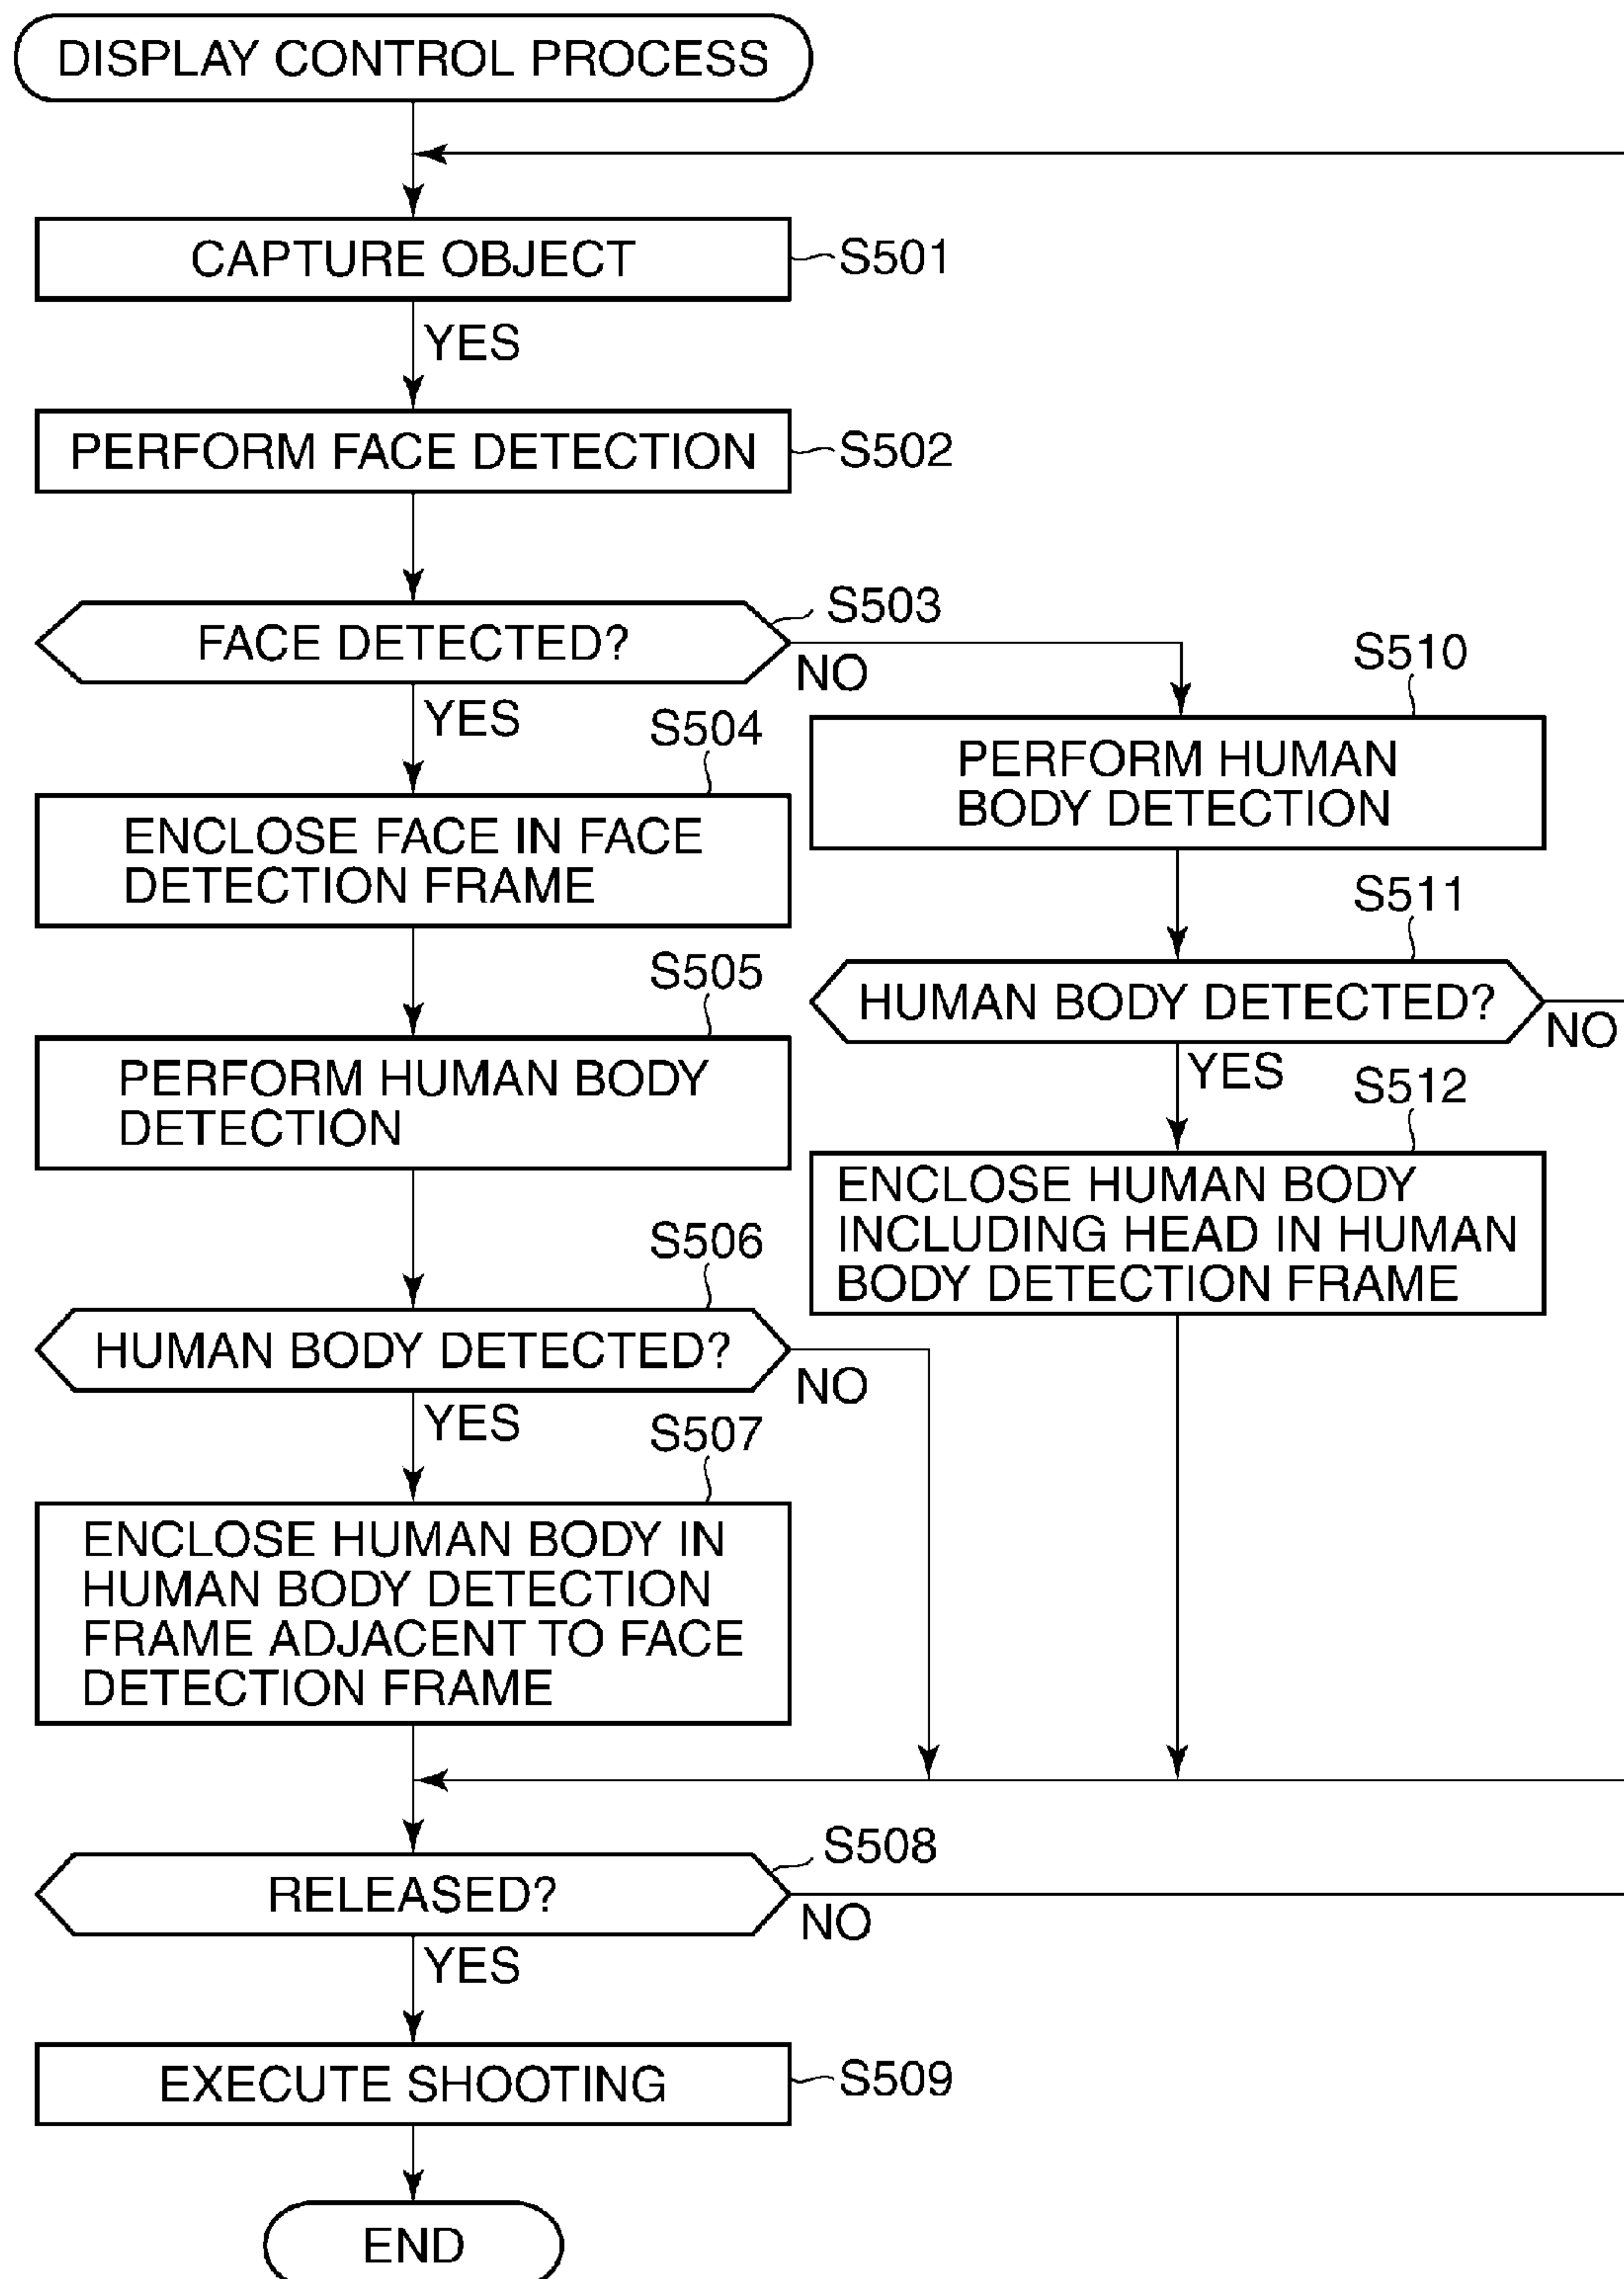 DISPLAY CONTROL PROCESS
CAPTURE OBJECT
S501
YES
PERFORM FACE DETECTION
S502
FACE DETECTED?
S503
NO
YES
S504
ENCLOSE FACE IN FACE
DETECTION FRAME
S505
PERFORM HUMAN BODY
DETECTION
S506
HUMAN BODY DETECTED?
NO
YES
S507
ENCLOSE HUMAN BODY IN
HUMAN BODY DETECTION
FRAME ADJACENT TO FACE
DETECTION FRAME
S510
PERFORM HUMAN
BODY DETECTION
S511
HUMAN BODY DETECTED?
NO
YES
S512
ENCLOSE HUMAN BODY
INCLUDING HEAD IN HUMAN
BODY DETECTION FRAME
S508
RELEASED?
NO
YES
EXECUTE SHOOTING
S509
END